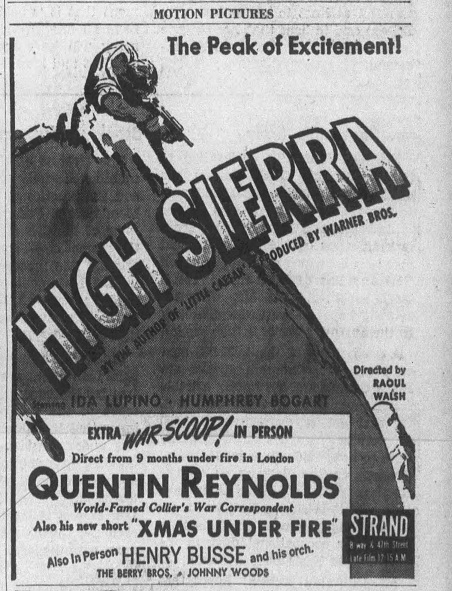 MOTION PICTURES
The Peak of Excitement!
HIGH SIERRA
BY THE AUTHOR OF 'LITTLE CAESAR' PRODUCED BY WARNER BROS.
Directed by
RAOUL
WALSH
Starring IDA LUPINO · HUMPHREY BOGART
EXTRA WAR SCOOP! IN PERSON
Direct from 9 months under fire in London
QUENTIN REYNOLDS
World-Famed Collier's War Correspondent
Also his new short "XMAS UNDER FIRE"
Also in Person HENRY BUSSE and his orch.
THE BERRY BROS. · JOHNNY WOODS
STRAND
B'way & 47th Street
Late Film 12:15 A.M.